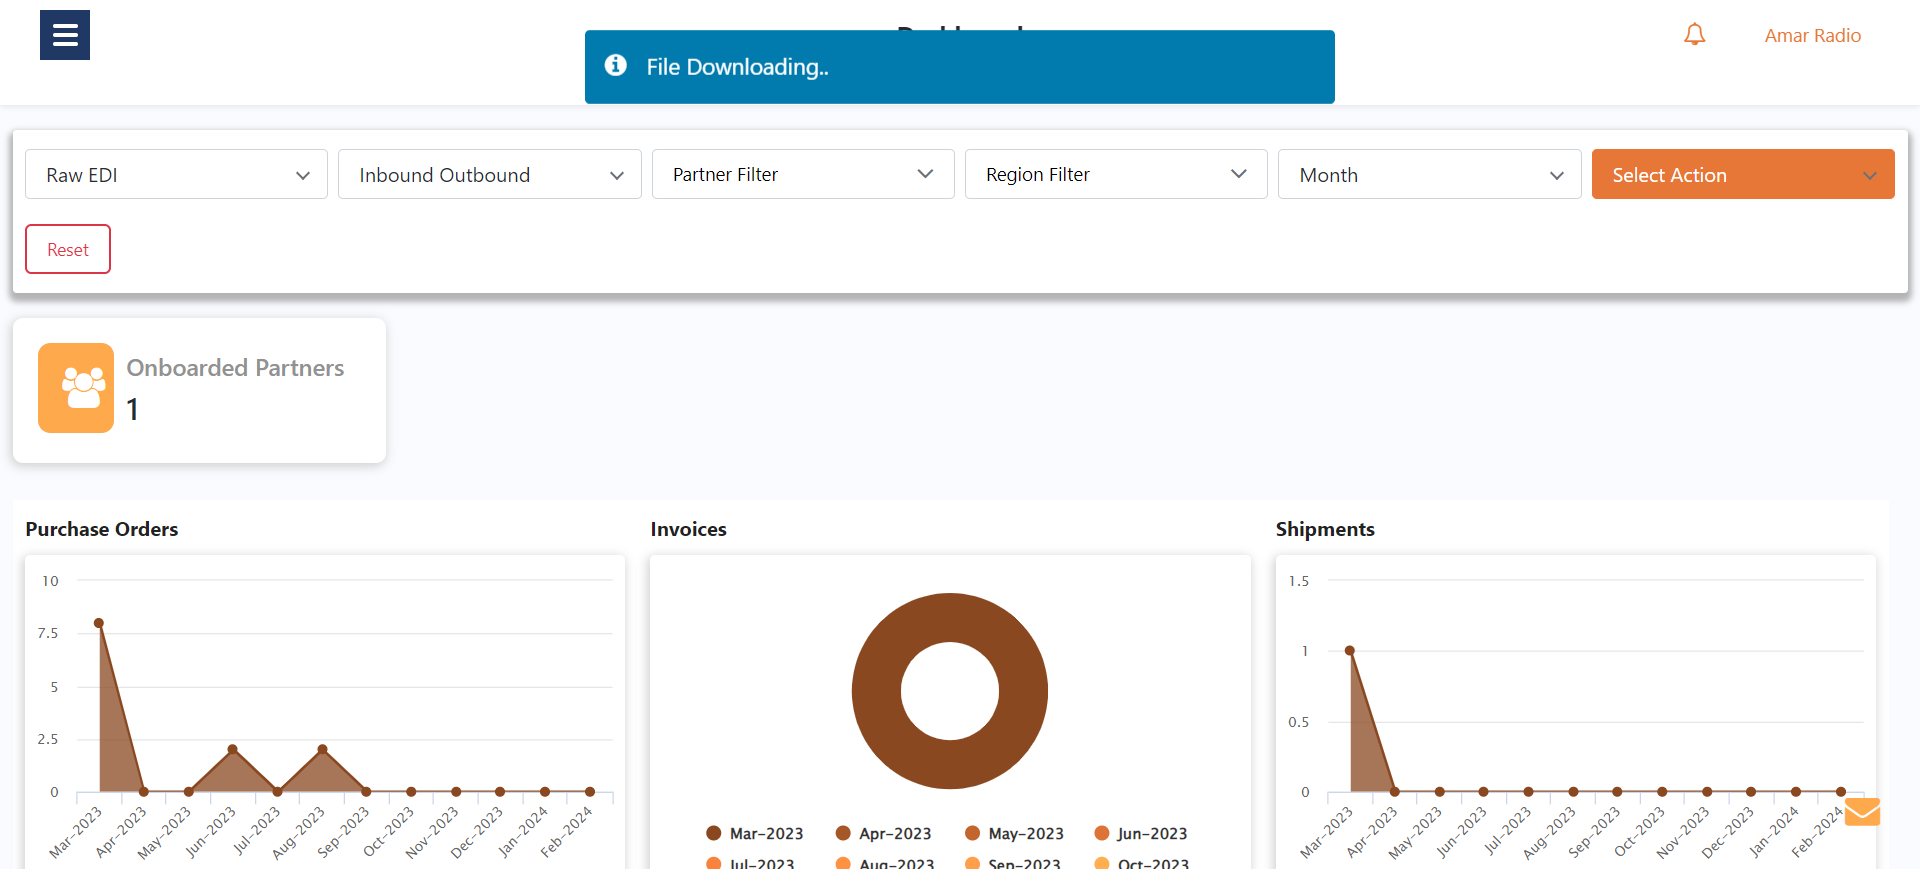 File Downloading..
Amar Radio
Raw EDI
Inbound Outbound
Partner Filter
Region Filter
Month
Select Action
Reset
Onboarded Partners
1
Purchase Orders
10
7.5
5
2.5
0
Mar-2023
Apr-2023
May-2023
Jun-2023
Jul-2023
Aug-2023
Sep-2023
Oct-2023
Nov-2023
Dec-2023
Jan-2024
Feb-2024
Invoices
Mar-2023
Apr-2023
May-2023
Jun-2023
Jul-2023
Aug-2023
Sep-2023
Oct-2023
Shipments
1.5
1
0.5
0
Mar-2023
Apr-2023
May-2023
Jun-2023
Jul-2023
Aug-2023
Sep-2023
Oct-2023
Nov-2023
Dec-2023
Jan-2024
Feb-2024